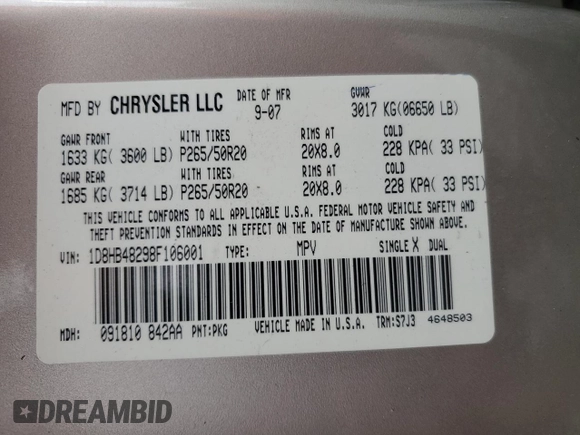 MFD BY CHRYSLER LLC DATE OF MFR 9-07 GVWR 3017 KG(06650 LB)
GAWR FRONT WITH TIRES RIMS AT COLD
1633 KG( 3600 LB) P265/50R20 20X8.0 228 KPA( 33 PSI)
GAWR REAR WITH TIRES RIMS AT COLD
1685 KG( 3714 LB) P265/50R20 20X8.0 228 KPA( 33 PSI)
THIS VEHICLE CONFORMS TO ALL APPLICABLE U.S.A. FEDERAL MOTOR VEHICLE SAFETY AND
THEFT PREVENTION STANDARDS IN EFFECT ON THE DATE OF MANUFACTURE SHOWN ABOVE.
VIN: 1D8HB48298F106001 TYPE: MPV SINGLE X DUAL
MDH: 091810 842AA PNT:PKG VEHICLE MADE IN U.S.A. TRM:S7J3 4648503
DREAMBID